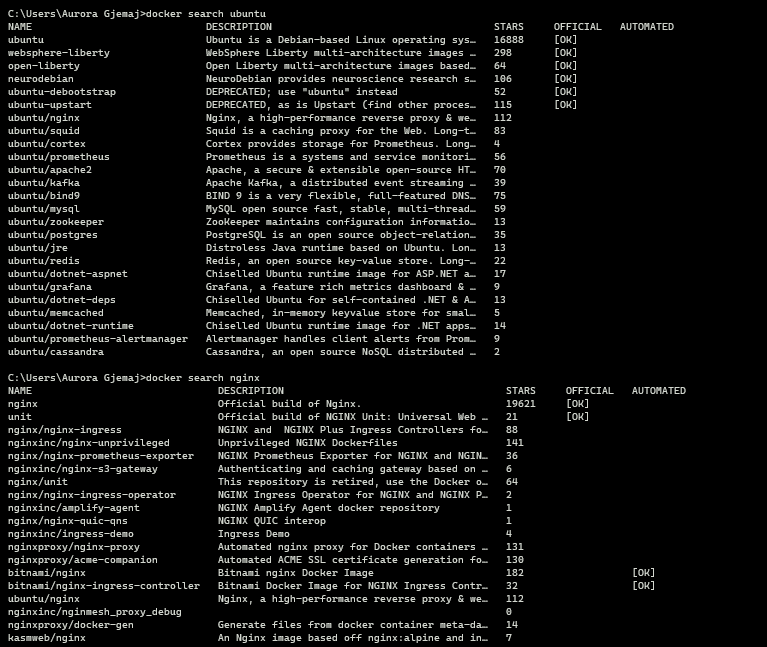 C:\Users\Aurora Gjemaj>docker search ubuntu
NAME DESCRIPTION STARS OFFICIAL AUTOMATED
ubuntu Ubuntu is a Debian-based Linux operating sys… 16888 [OK]
websphere-liberty WebSphere Liberty multi-architecture images … 298 [OK]
open-liberty Open Liberty multi-architecture images based… 64 [OK]
neurodebian NeuroDebian provides neuroscience research s… 106 [OK]
ubuntu-debootstrap DEPRECATED; use "ubuntu" instead 52 [OK]
ubuntu-upstart DEPRECATED, as is Upstart (find other proces… 115 [OK]
ubuntu/nginx Nginx, a high-performance reverse proxy & we… 112
ubuntu/squid Squid is a caching proxy for the Web. Long-t… 83
ubuntu/cortex Cortex provides storage for Prometheus. Long… 4
ubuntu/prometheus Prometheus is a systems and service monitori… 56
ubuntu/apache2 Apache, a secure & extensible open-source HT… 70
ubuntu/kafka Apache Kafka, a distributed event streaming … 39
ubuntu/bind9 BIND 9 is a very flexible, full-featured DNS… 75
ubuntu/mysql MySQL open source fast, stable, multi-thread… 59
ubuntu/zookeeper ZooKeeper maintains configuration informatio… 13
ubuntu/postgres PostgreSQL is an open source object-relation… 35
ubuntu/jre Distroless Java runtime based on Ubuntu. Lon… 13
ubuntu/redis Redis, an open source key-value store. Long-… 22
ubuntu/dotnet-aspnet Chiselled Ubuntu runtime image for ASP.NET a… 17
ubuntu/grafana Grafana, a feature rich metrics dashboard & … 9
ubuntu/dotnet-deps Chiselled Ubuntu for self-contained .NET & A… 13
ubuntu/memcached Memcached, in-memory keyvalue store for smal… 5
ubuntu/dotnet-runtime Chiselled Ubuntu runtime image for .NET apps… 14
ubuntu/prometheus-alertmanager Alertmanager handles client alerts from Prom… 9
ubuntu/cassandra Cassandra, an open source NoSQL distributed … 2
C:\Users\Aurora Gjemaj>docker search nginx
NAME DESCRIPTION STARS OFFICIAL AUTOMATED
nginx Official build of Nginx. 19621 [OK]
unit Official build of NGINX Unit: Universal Web … 21 [OK]
nginx/nginx-ingress NGINX and  NGINX Plus Ingress Controllers fo… 88
nginxinc/nginx-unprivileged Unprivileged NGINX Dockerfiles 141
nginx/nginx-prometheus-exporter NGINX Prometheus Exporter for NGINX and NGIN… 36
nginxinc/nginx-s3-gateway Authenticating and caching gateway based on … 6
nginx/unit This repository is retired, use the Docker o… 64
nginx/nginx-ingress-operator NGINX Ingress Operator for NGINX and NGINX P… 2
nginxinc/amplify-agent NGINX Amplify Agent docker repository 1
nginx/nginx-quic-qns NGINX QUIC interop 1
nginxinc/ingress-demo Ingress Demo 4
nginxproxy/nginx-proxy Automated nginx proxy for Docker containers … 131
nginxproxy/acme-companion Automated ACME SSL certificate generation fo… 130
bitnami/nginx Bitnami nginx Docker Image 182 [OK]
bitnami/nginx-ingress-controller Bitnami Docker Image for NGINX Ingress Contr… 32 [OK]
ubuntu/nginx Nginx, a high-performance reverse proxy & we… 112
nginxinc/nginmesh_proxy_debug 0
nginxproxy/docker-gen Generate files from docker container meta-da… 14
kasmweb/nginx An Nginx image based off nginx:alpine and in… 7